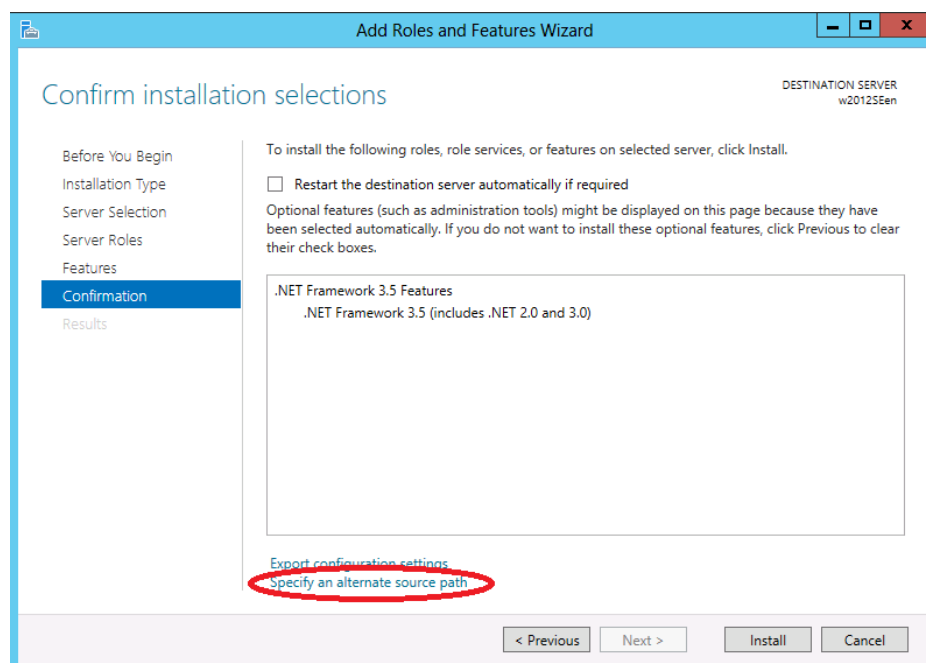 Add Roles and Features Wizard
Confirm installation selections
DESTINATION SERVER
w2012SEen
Before You Begin
Installation Type
Server Selection
Server Roles
Features
Confirmation
Results
To install the following roles, role services, or features on selected server, click Install.
Restart the destination server automatically if required
Optional features (such as administration tools) might be displayed on this page because they have
been selected automatically. If you do not want to install these optional features, click Previous to clear
their check boxes.
.NET Framework 3.5 Features
.NET Framework 3.5 (includes .NET 2.0 and 3.0)
Export configuration settings
Specify an alternate source path
< Previous
Next >
Install
Cancel